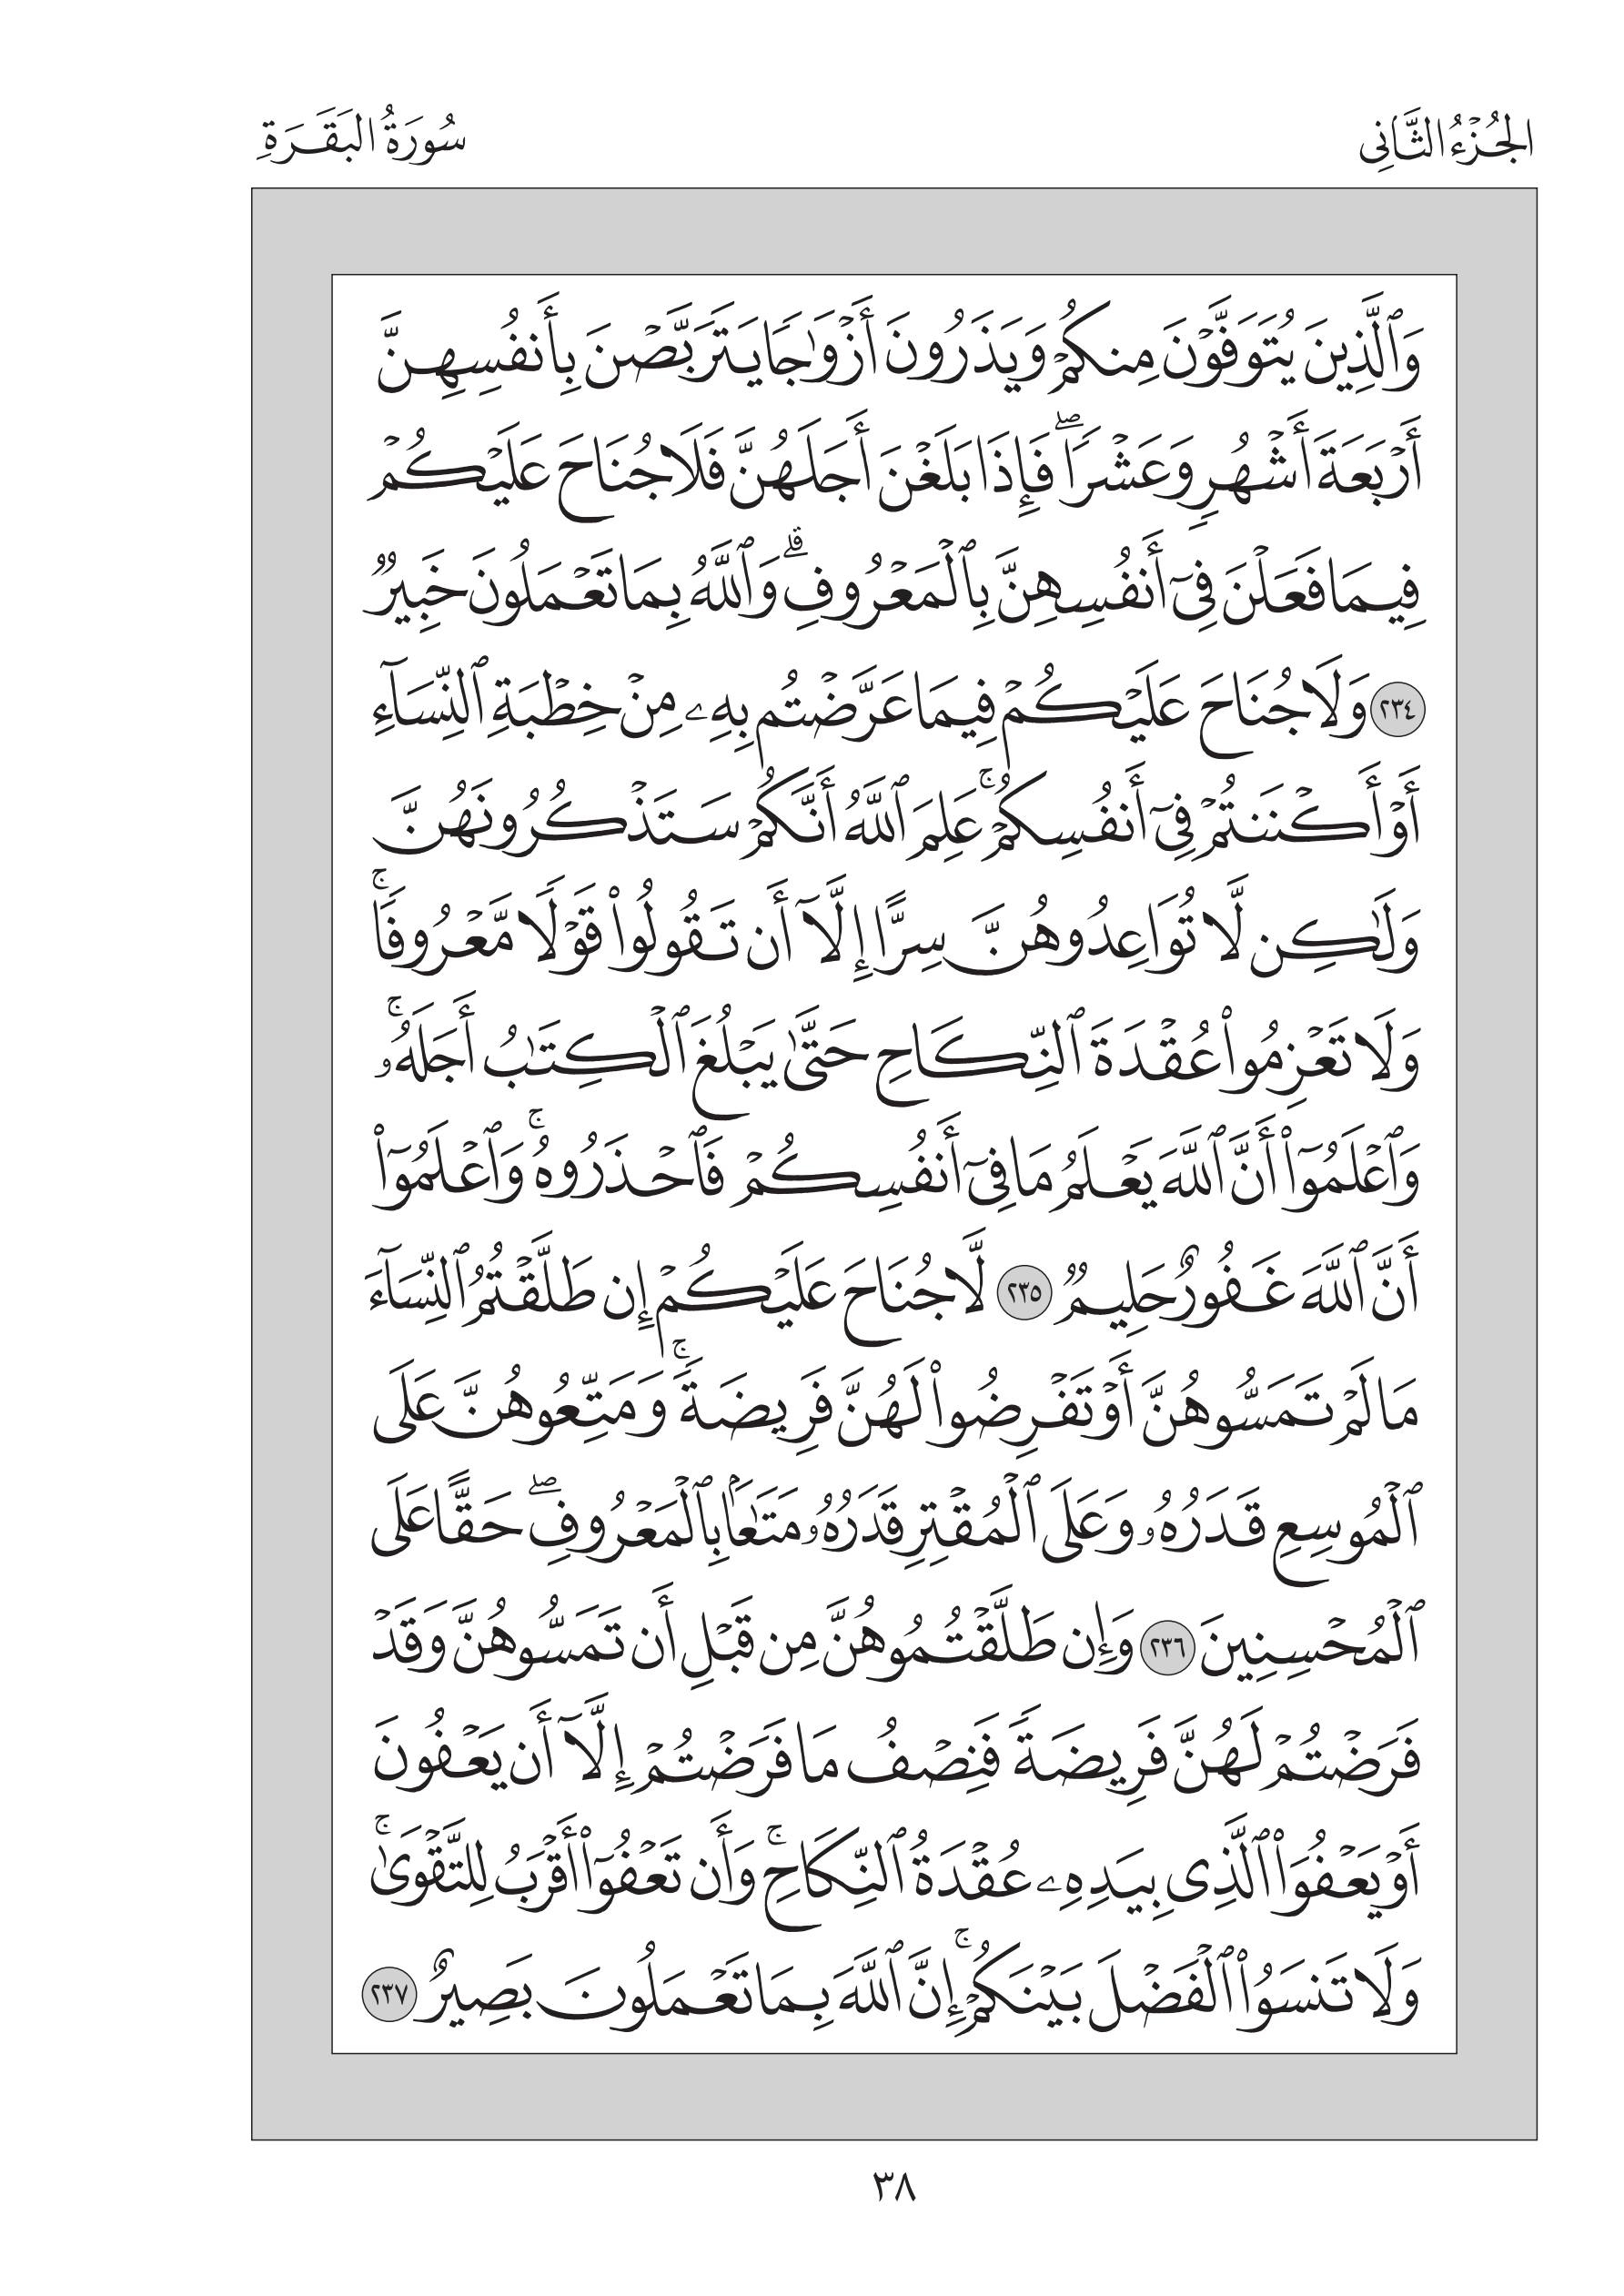 الجُزْءُ الثَّانِي
سُورَةُ البَقَرَةِ
وَٱلَّذِينَ يُتَوَفَّوۡنَ مِنكُمۡ وَيَذَرُونَ أَزۡوَٰجٗا يَتَرَبَّصۡنَ بِأَنفُسِهِنَّ
أَرۡبَعَةَ أَشۡهُرٖ وَعَشۡرٗاۖ فَإِذَا بَلَغۡنَ أَجَلَهُنَّ فَلَا جُنَاحَ عَلَيۡكُمۡ
فِيمَا فَعَلۡنَ فِيٓ أَنفُسِهِنَّ بِٱلۡمَعۡرُوفِۗ وَٱللَّهُ بِمَا تَعۡمَلُونَ خَبِيرٞ
٢٣٤ وَلَا جُنَاحَ عَلَيۡكُمۡ فِيمَا عَرَّضۡتُم بِهِۦ مِنۡ خِطۡبَةِ ٱلنِّسَآءِ
أَوۡ أَكۡنَنتُمۡ فِيٓ أَنفُسِكُمۡۚ عَلِمَ ٱللَّهُ أَنَّكُمۡ سَتَذۡكُرُونَهُنَّ
وَلَٰكِن لَّا تُوَاعِدُوهُنَّ سِرًّا إِلَّآ أَن تَقُولُواْ قَوۡلٗا مَّعۡرُوفٗاۚ
وَلَا تَعۡزِمُواْ عُقۡدَةَ ٱلنِّكَاحِ حَتَّىٰ يَبۡلُغَ ٱلۡكِتَٰبُ أَجَلَهُۥۚ
وَٱعۡلَمُوٓاْ أَنَّ ٱللَّهَ يَعۡلَمُ مَا فِيٓ أَنفُسِكُمۡ فَٱحۡذَرُوهُۚ وَٱعۡلَمُوٓاْ
أَنَّ ٱللَّهَ غَفُورٌ حَلِيمٞ ٢٣٥ لَّا جُنَاحَ عَلَيۡكُمۡ إِن طَلَّقۡتُمُ ٱلنِّسَآءَ
مَا لَمۡ تَمَسُّوهُنَّ أَوۡ تَفۡرِضُواْ لَهُنَّ فَرِيضَةٗۚ وَمَتِّعُوهُنَّ عَلَى
ٱلۡمُوسِعِ قَدَرُهُۥ وَعَلَى ٱلۡمُقۡتِرِ قَدَرُهُۥ مَتَٰعَۢا بِٱلۡمَعۡرُوفِۖ حَقًّا عَلَى
ٱلۡمُحۡسِنِينَ ٢٣٦ وَإِن طَلَّقۡتُمُوهُنَّ مِن قَبۡلِ أَن تَمَسُّوهُنَّ وَقَدۡ
فَرَضۡتُمۡ لَهُنَّ فَرِيضَةٗ فَنِصۡفُ مَا فَرَضۡتُمۡ إِلَّآ أَن يَعۡفُونَ
أَوۡ يَعۡفُوَاْ ٱلَّذِي بِيَدِهِۦ عُقۡدَةُ ٱلنِّكَاحِۚ وَأَن تَعۡفُوٓاْ أَقۡرَبُ لِلتَّقۡوَىٰۚ
وَلَا تَنسَوُاْ ٱلۡفَضۡلَ بَيۡنَكُمۡۚ إِنَّ ٱللَّهَ بِمَا تَعۡمَلُونَ بَصِيرٌ ٢٣٧
٣٨